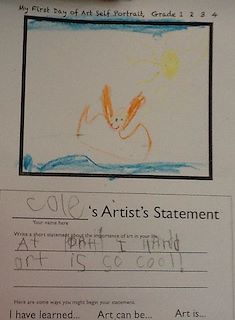 My First Day of Art Self Portrait, Grade 1 2 3 4
cole 's Artist's Statement
Your name here
Write a short statement about the importance of art in your life.
At I
art is so cool!
Here are some ways you might begin your statement.
I have learned... Art can be... Art is...